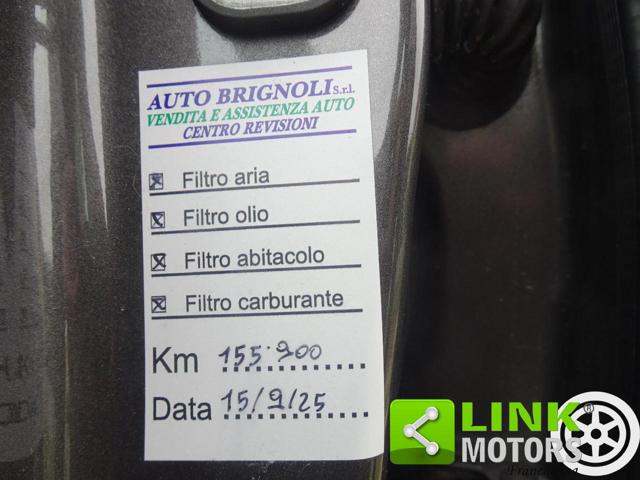 AUTO BRIGNOLI S.r.l.
VENDITA E ASSISTENZA AUTO
CENTRO REVISIONI
Filtro aria
Filtro olio
Filtro abitacolo
Filtro carburante
Km 155.900
Data 15/9/25
LINK
MOTORS
®